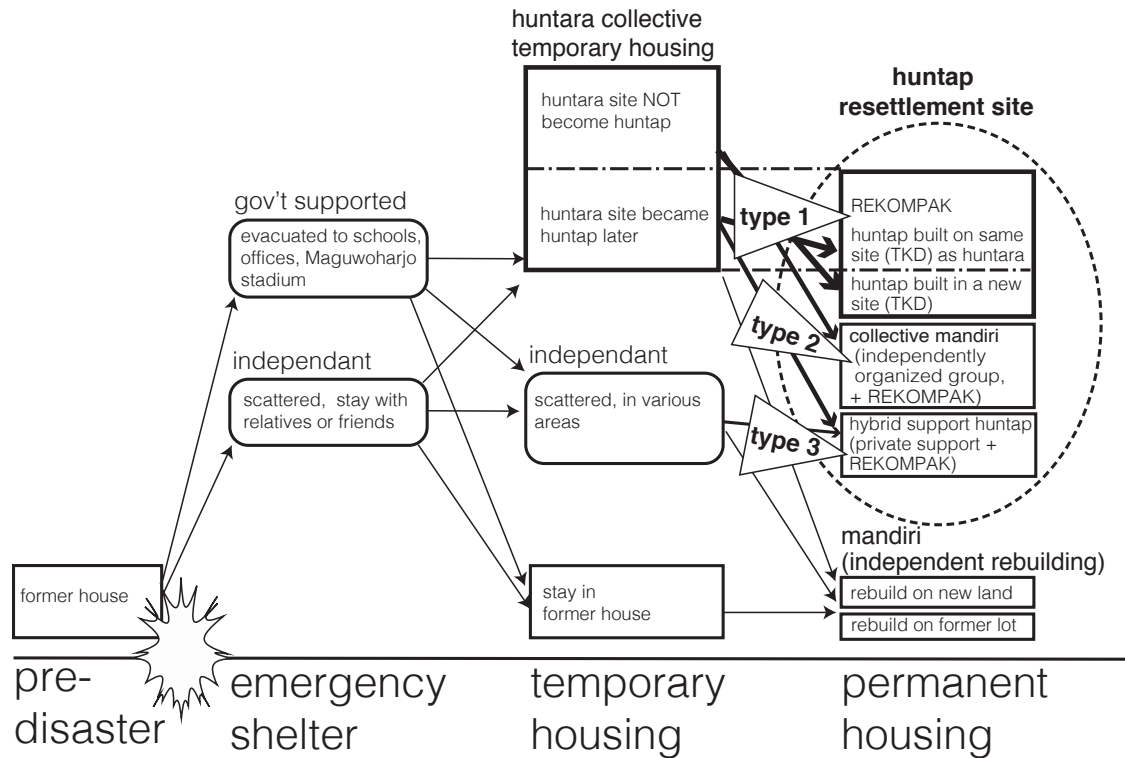 huntara collective
temporary housing
huntara site NOT
become huntap
huntara site became
huntap later
huntap
resettlement site
gov't supported
evacuated to schools,
offices, Maguwoharjo
stadium
independant
scattered, stay with
relatives or friends
independant
scattered, in various
areas
type 1
type 2
type 3
REKOMPAK
huntap built on same
site (TKD) as huntara
huntap built in a new
site (TKD)
collective mandiri
(independently
organized group,
+ REKOMPAK)
hybrid support huntap
(private support +
REKOMPAK)
mandiri
(independent rebuilding)
rebuild on new land
rebuild on former lot
former house
stay in
former house
pre-
disaster
emergency
shelter
temporary
housing
permanent
housing